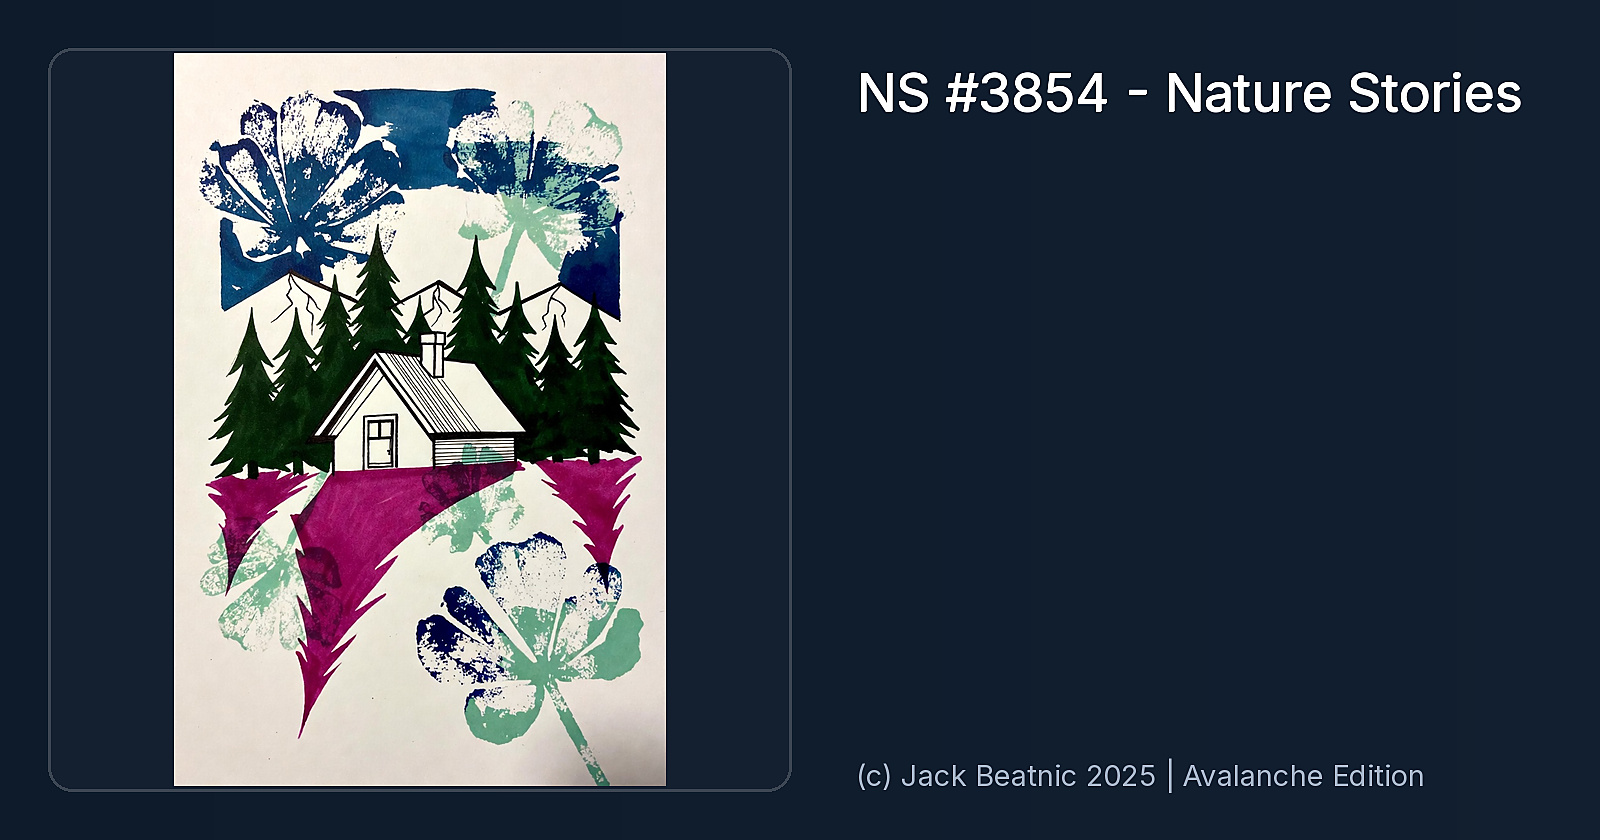 NS #3854 - Nature Stories
(c) Jack Beatnic 2025 | Avalanche Edition